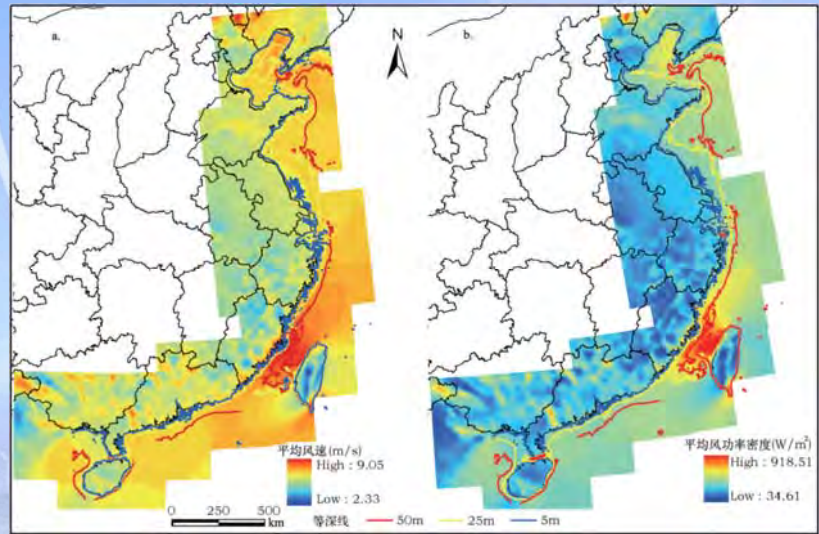 a.
N
b.
平均风速(m/s)
High : 9.05
Low : 2.33
平均风功率密度(W/m²)
High : 918.51
Low : 34.61
0 250 500
km
等深线 50m 25m 5m